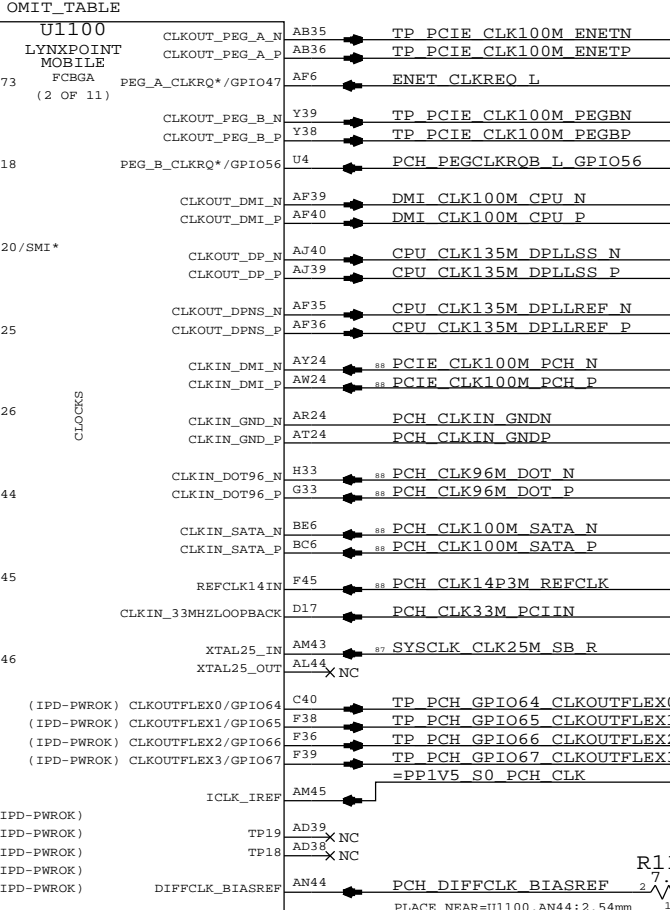 OMIT_TABLE
U1100
LYNXPOINT
MOBILE
FCBGA
(2 OF 11)
CLKOUT_PEG_A_N AB35 TP_PCIE_CLK100M_ENETN
CLKOUT_PEG_A_P AB36 TP_PCIE_CLK100M_ENETP
73 PEG_A_CLKRQ*/GPIO47 AF6 ENET_CLKREQ_L
CLKOUT_PEG_B_N Y39 TP_PCIE_CLK100M_PEGBN
CLKOUT_PEG_B_P Y38 TP_PCIE_CLK100M_PEGBP
18 PEG_B_CLKRQ*/GPIO56 U4 PCH_PEGCLKRQB_L_GPIO56
CLKOUT_DMI_N AF39 DMI_CLK100M_CPU_N
CLKOUT_DMI_P AF40 DMI_CLK100M_CPU_P
20/SMI*
CLKOUT_DP_N AJ40 CPU_CLK135M_DPLLSS_N
CLKOUT_DP_P AJ39 CPU_CLK135M_DPLLSS_P
CLKOUT_DPNS_N AF35 CPU_CLK135M_DPLLREF_N
25 CLKOUT_DPNS_P AF36 CPU_CLK135M_DPLLREF_P
CLKIN_DMI_N AY24 88 PCIE_CLK100M_PCH_N
CLKIN_DMI_P AW24 88 PCIE_CLK100M_PCH_P
26
CLOCKS
CLKIN_GND_N AR24 PCH_CLKIN_GNDN
CLKIN_GND_P AT24 PCH_CLKIN_GNDP
CLKIN_DOT96_N H33 88 PCH_CLK96M_DOT_N
44 CLKIN_DOT96_P G33 88 PCH_CLK96M_DOT_P
CLKIN_SATA_N BE6 88 PCH_CLK100M_SATA_N
CLKIN_SATA_P BC6 88 PCH_CLK100M_SATA_P
45
REFCLK14IN F45 88 PCH_CLK14P3M_REFCLK
CLKIN_33MHZLOOPBACK D17 PCH_CLK33M_PCIIN
XTAL25_IN AM43 87 SYSCLK_CLK25M_SB_R
46
XTAL25_OUT AL44 NC
(IPD-PWROK) CLKOUTFLEX0/GPIO64 C40 TP_PCH_GPIO64_CLKOUTFLEX0
(IPD-PWROK) CLKOUTFLEX1/GPIO65 F38 TP_PCH_GPIO65_CLKOUTFLEX1
(IPD-PWROK) CLKOUTFLEX2/GPIO66 F36 TP_PCH_GPIO66_CLKOUTFLEX2
(IPD-PWROK) CLKOUTFLEX3/GPIO67 F39 TP_PCH_GPIO67_CLKOUTFLEX
=PP1V5_S0_PCH_CLK
ICLK_IREF AM45
IPD-PWROK)
IPD-PWROK) TP19 AD39 NC
IPD-PWROK) TP18 AD38 NC
IPD-PWROK)
R11
7.
IPD-PWROK) DIFFCLK_BIASREF AN44 PCH_DIFFCLK_BIASREF 2
PLACE_NEAR=U1100.AN44:2.54mm 1